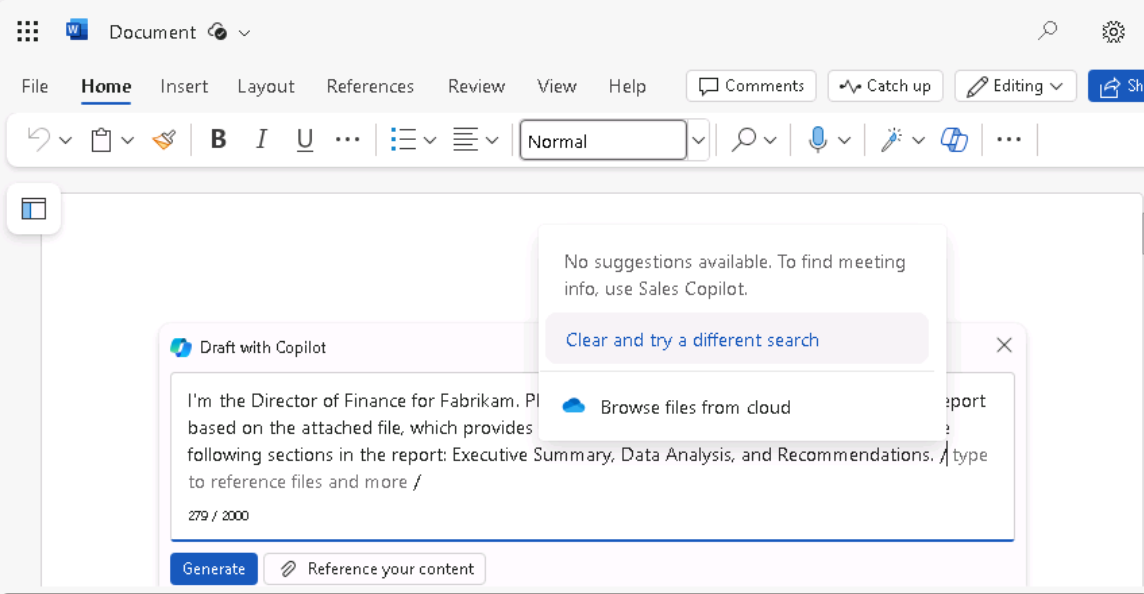 W Document
File Home Insert Layout References Review View Help Comments Catch up Editing Sh
B I U Normal
No suggestions available. To find meeting
info, use Sales Copilot.
Clear and try a different search
Browse files from cloud
Draft with Copilot
I'm the Director of Finance for Fabrikam. Pl eport
based on the attached file, which provides e
following sections in the report: Executive Summary, Data Analysis, and Recommendations. / type
to reference files and more /
279 / 2000
Generate Reference your content